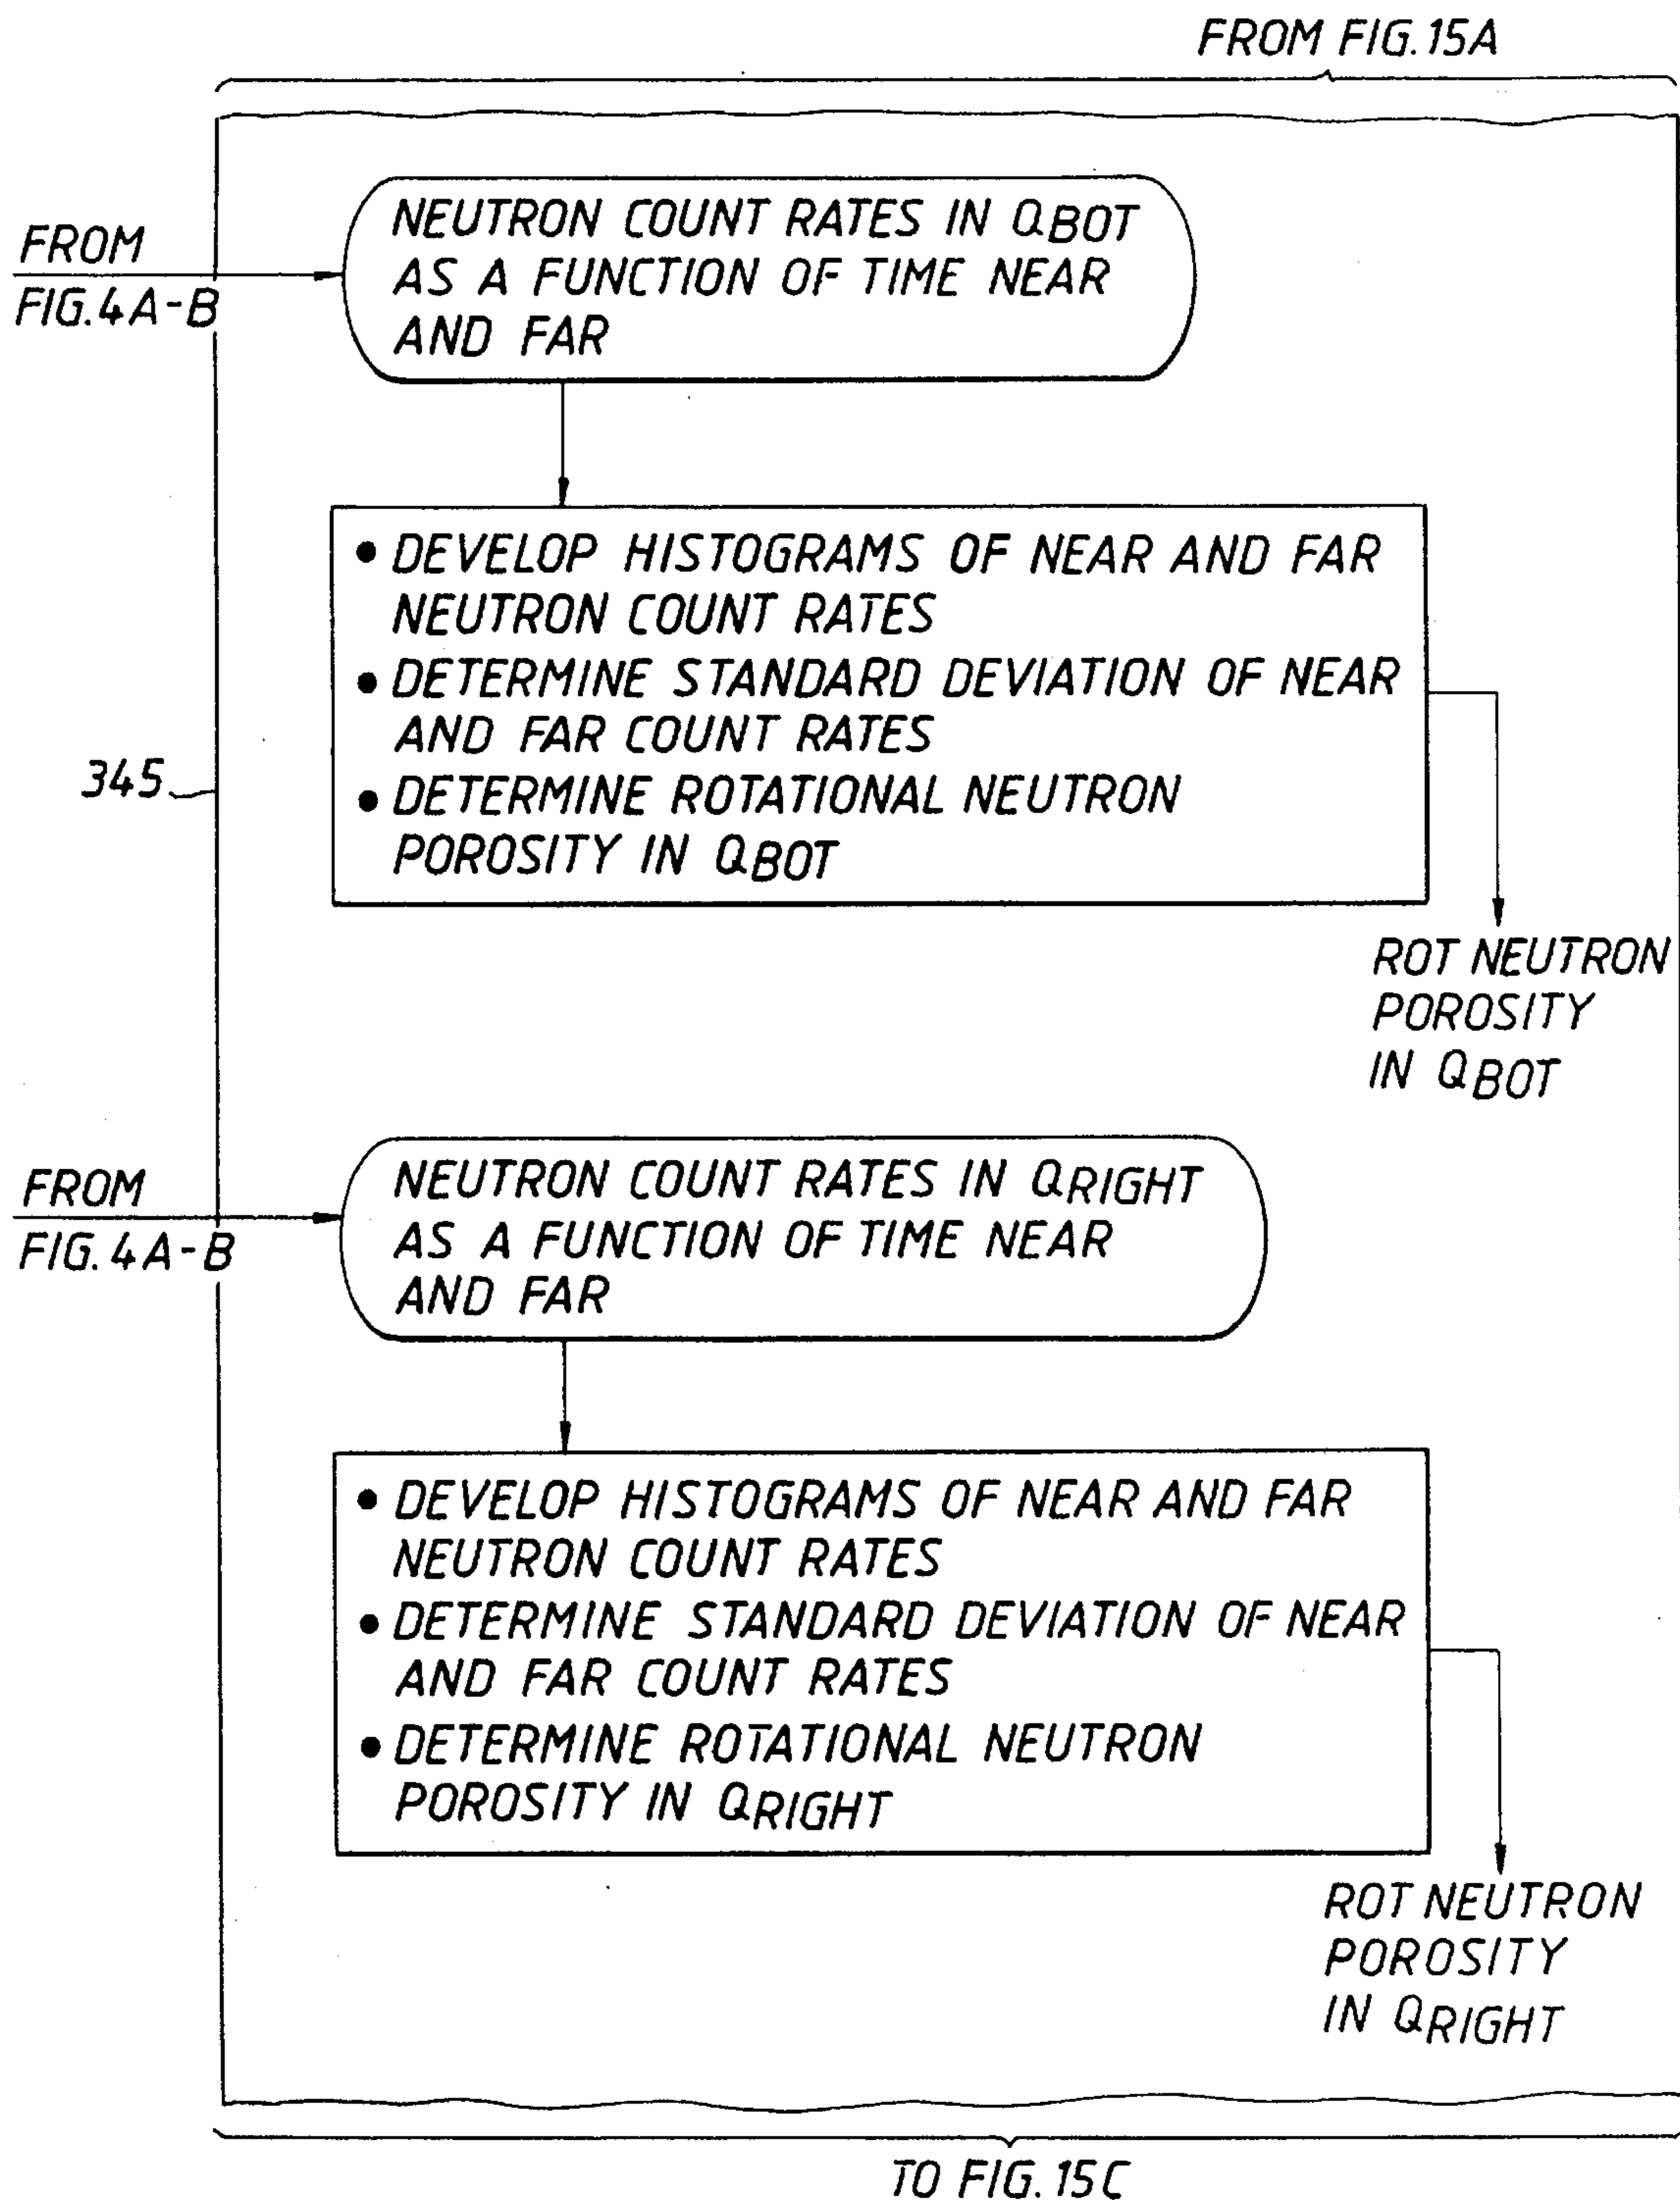 FROM FIG. 15A
FROM
FIG. 4A-B
NEUTRON COUNT RATES IN QBOT
AS A FUNCTION OF TIME NEAR
AND FAR
• DEVELOP HISTOGRAMS OF NEAR AND FAR
NEUTRON COUNT RATES
• DETERMINE STANDARD DEVIATION OF NEAR
AND FAR COUNT RATES
• DETERMINE ROTATIONAL NEUTRON
POROSITY IN QBOT
345
ROT NEUTRON
POROSITY
IN QBOT
FROM
FIG. 4A-B
NEUTRON COUNT RATES IN QRIGHT
AS A FUNCTION OF TIME NEAR
AND FAR
• DEVELOP HISTOGRAMS OF NEAR AND FAR
NEUTRON COUNT RATES
• DETERMINE STANDARD DEVIATION OF NEAR
AND FAR COUNT RATES
• DETERMINE ROTATIONAL NEUTRON
POROSITY IN QRIGHT
ROT NEUTRON
POROSITY
IN QRIGHT
TO FIG. 15C